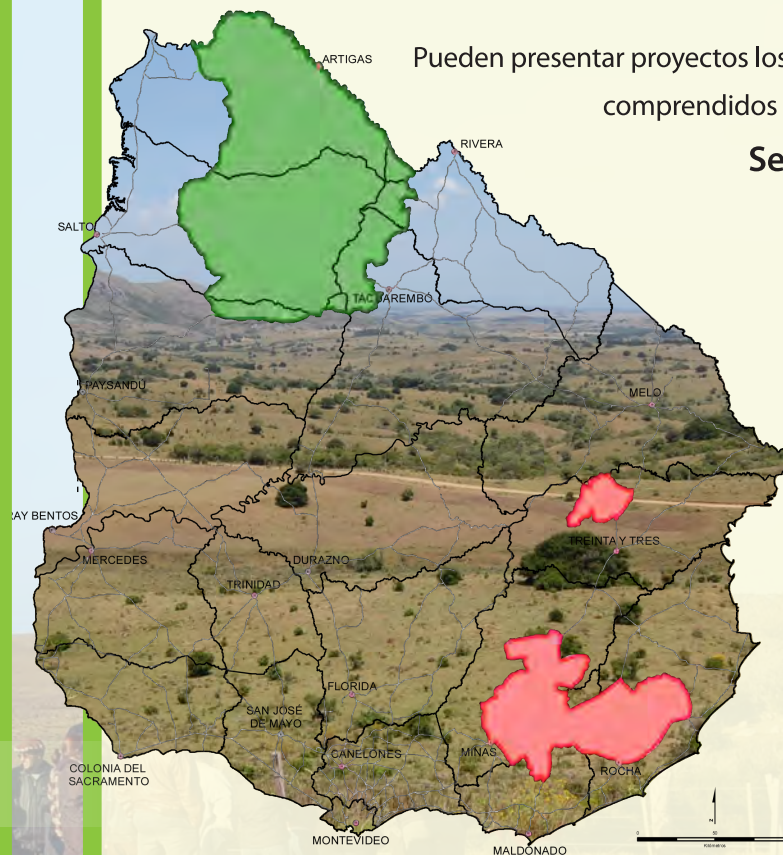 Pueden presentar proyectos los
comprendidos
Se
ARTIGAS
RIVERA
SALTO
TACUAREMBÓ
PAYSANDÚ
MELO
RAY BENTOS
MERCEDES
DURAZNO
TREINTA Y TRES
TRINIDAD
FLORIDA
SAN JOSÉ
DE MAYO
CANELONES
MINAS
COLONIA DEL
SACRAMENTO
ROCHA
MONTEVIDEO
MALDONADO
N
0
50
Kilómetros